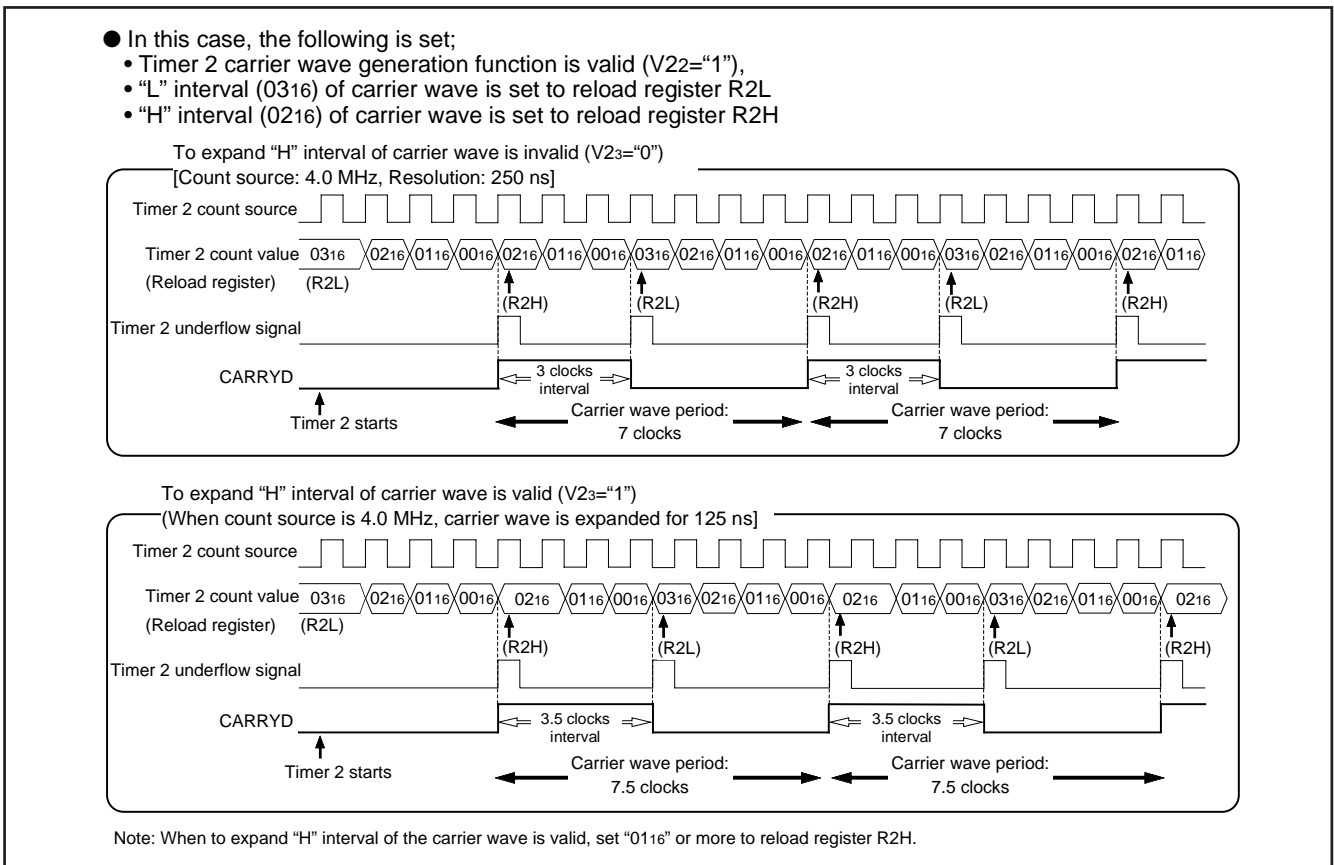 ● In this case, the following is set;
• Timer 2 carrier wave generation function is valid (V22=“1”),
• “L” interval (0316) of carrier wave is set to reload register R2L
• “H” interval (0216) of carrier wave is set to reload register R2H
To expand “H” interval of carrier wave is invalid (V23=“0”)
[Count source: 4.0 MHz, Resolution: 250 ns]
Timer 2 count source
Timer 2 count value 0316 0216 0116 0016 0216 0116 0016 0316 0216 0116 0016 0216 0116 0016 0316 0216 0116 0016 0216 0116
(Reload register) (R2L)
(R2H) (R2L) (R2H) (R2L) (R2H)
Timer 2 underflow signal
CARRYD
3 clocks interval
3 clocks interval
Timer 2 starts
Carrier wave period:
7 clocks
Carrier wave period:
7 clocks
To expand “H” interval of carrier wave is valid (V23=“1”)
(When count source is 4.0 MHz, carrier wave is expanded for 125 ns]
Timer 2 count source
Timer 2 count value 0316 0216 0116 0016 0216 0116 0016 0316 0216 0116 0016 0216 0116 0016 0316 0216 0116 0016 0216
(Reload register) (R2L)
(R2H) (R2L) (R2H) (R2L) (R2H)
Timer 2 underflow signal
CARRYD
3.5 clocks interval
3.5 clocks interval
Timer 2 starts
Carrier wave period:
7.5 clocks
Carrier wave period:
7.5 clocks
Note: When to expand “H” interval of the carrier wave is valid, set “0116” or more to reload register R2H.